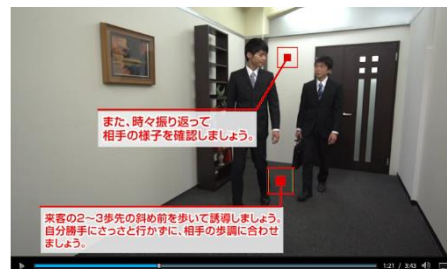 また、時々振り返って
相手の様子を確認しましょう。
来客の2～3歩先の斜め前を歩いて誘導しましょう。
自分勝手にさっさと行かずに、相手の歩調に合わせ
ましょう。
1:21 / 3:43